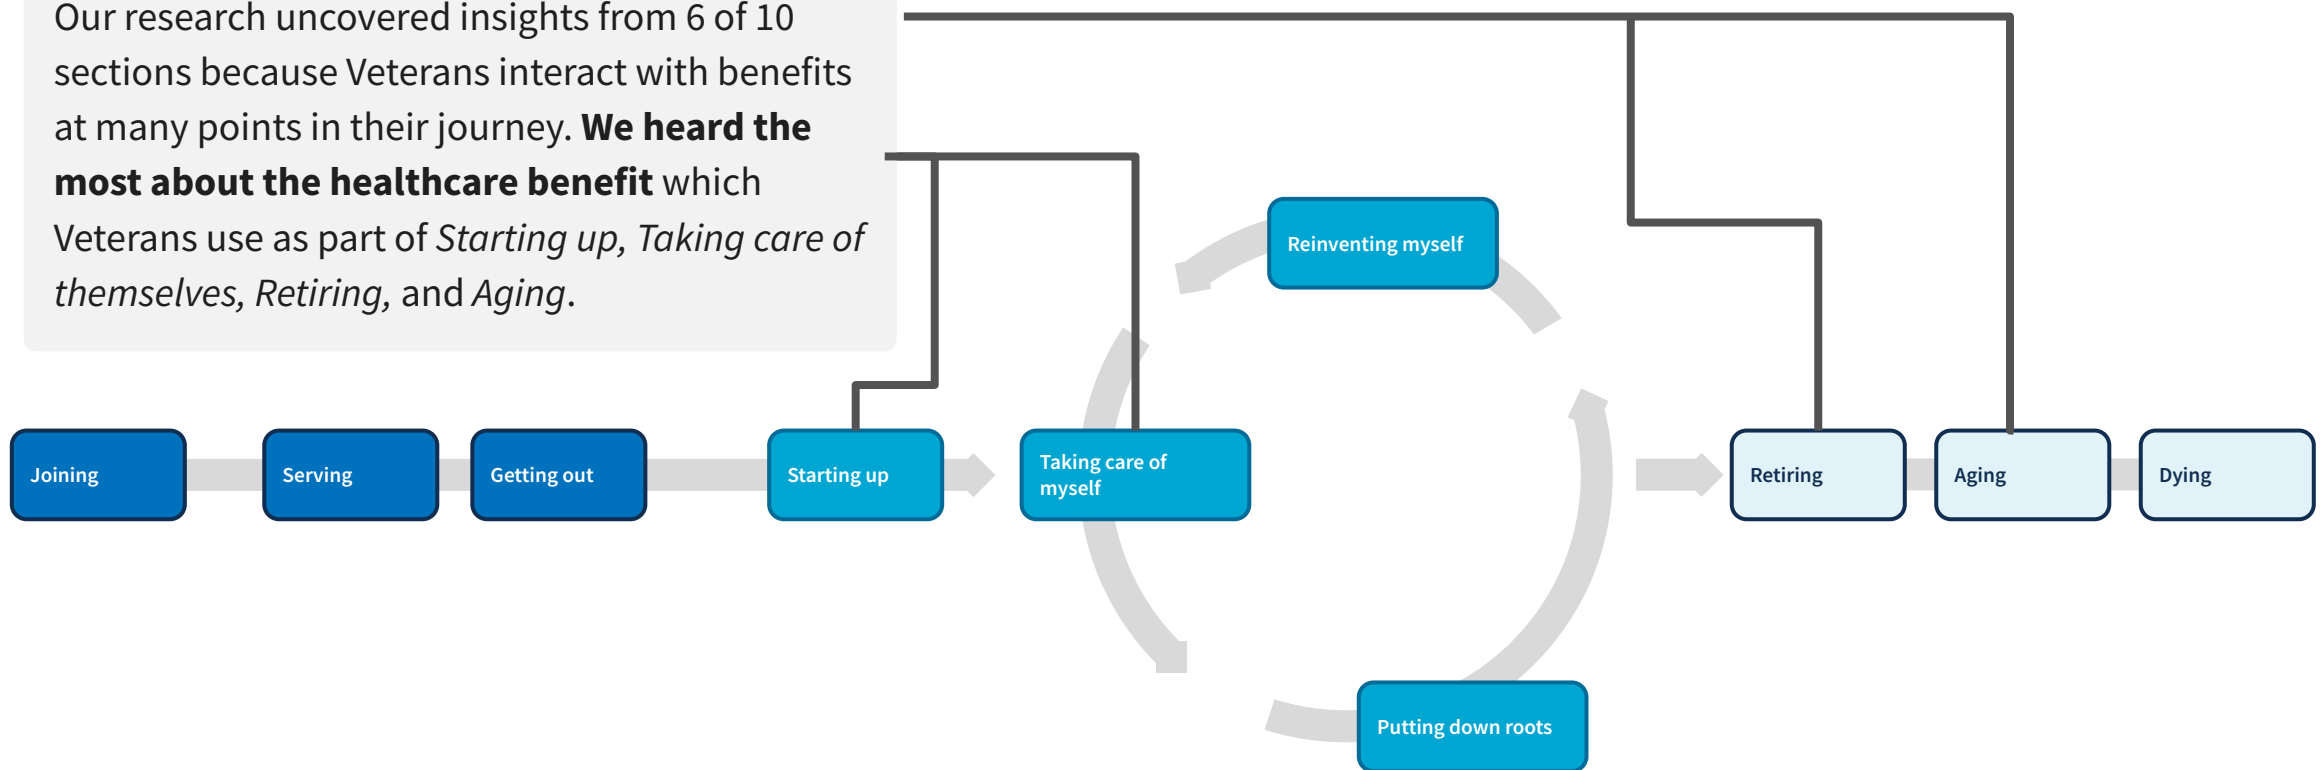 Our research uncovered insights from 6 of 10
sections because Veterans interact with benefits
at many points in their journey. We heard the
most about the healthcare benefit which
Veterans use as part of Starting up, Taking care of
themselves, Retiring, and Aging.
Reinventing myself
Joining
Serving
Getting out
Starting up
Taking care of
myself
Retiring
Aging
Dying
Putting down roots